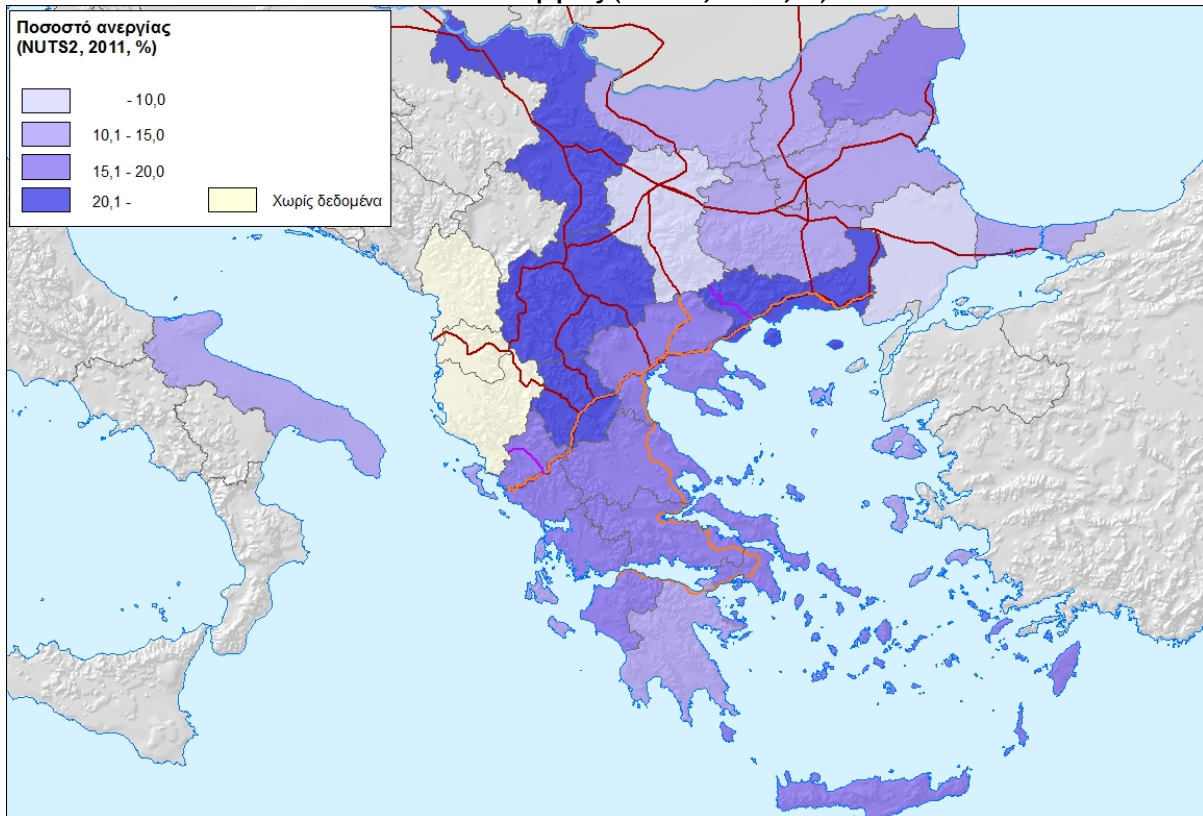 Ποσοστό ανεργίας
(NUTS2, 2011, %)
- 10,0
10,1 - 15,0
15,1 - 20,0
20,1 -
Χωρίς δεδομένα